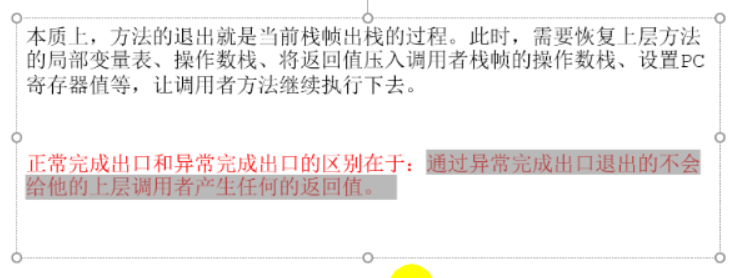 本质上，方法的退出就是当前栈帧出栈的过程。此时，需要恢复上层方法
的局部变量表、操作数栈、将返回值压入调用者栈帧的操作数栈、设置PC
寄存器值等，让调用者方法继续执行下去。
正常完成出口和异常完成出口的区别在于：通过异常完成出口退出的不会
给他的上层调用者产生任何的返回值。